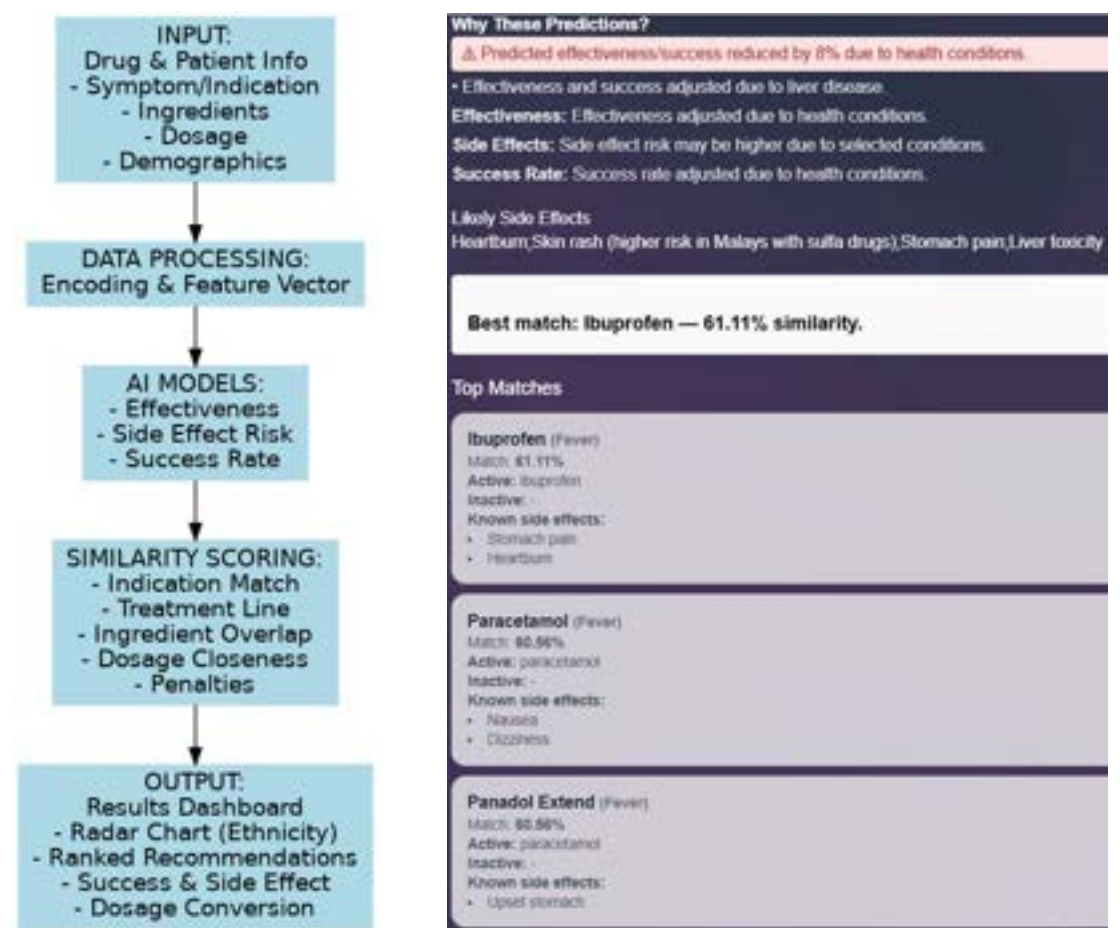 INPUT:
Drug & Patient Info
- Symptom/Indication
- Ingredients
- Dosage
- Demographics
DATA PROCESSING:
Encoding & Feature Vector
AI MODELS:
- Effectiveness
- Side Effect Risk
- Success Rate
SIMILARITY SCORING:
- Indication Match
- Treatment Line
- Ingredient Overlap
- Dosage Closeness
- Penalties
OUTPUT:
Results Dashboard
- Radar Chart (Ethnicity)
- Ranked Recommendations
- Success & Side Effect
- Dosage Conversion
Why These Predictions?
⚠ Predicted effectiveness/success reduced by 8% due to health conditions.
• Effectiveness and success adjusted due to liver disease.
Effectiveness: Effectiveness adjusted due to health conditions.
Side Effects: Side effect risk may be higher due to selected conditions.
Success Rate: Success rate adjusted due to health conditions.
Likely Side Effects
Heartburn,Skin rash (higher risk in Malays with sulfa drugs),Stomach pain,Liver toxicity
Best match: Ibuprofen — 61.11% similarity.
Top Matches
Ibuprofen (Fever)
Match: 61.11%
Active: ibuprofen
Inactive: -
Known side effects:
• Stomach pain
• Heartburn
Paracetamol (Fever)
Match: 60.56%
Active: paracetamol
Inactive: -
Known side effects:
• Nausea
• Dizziness
Panadol Extend (Fever)
Match: 60.56%
Active: paracetamol
Inactive: -
Known side effects:
• Upset stomach